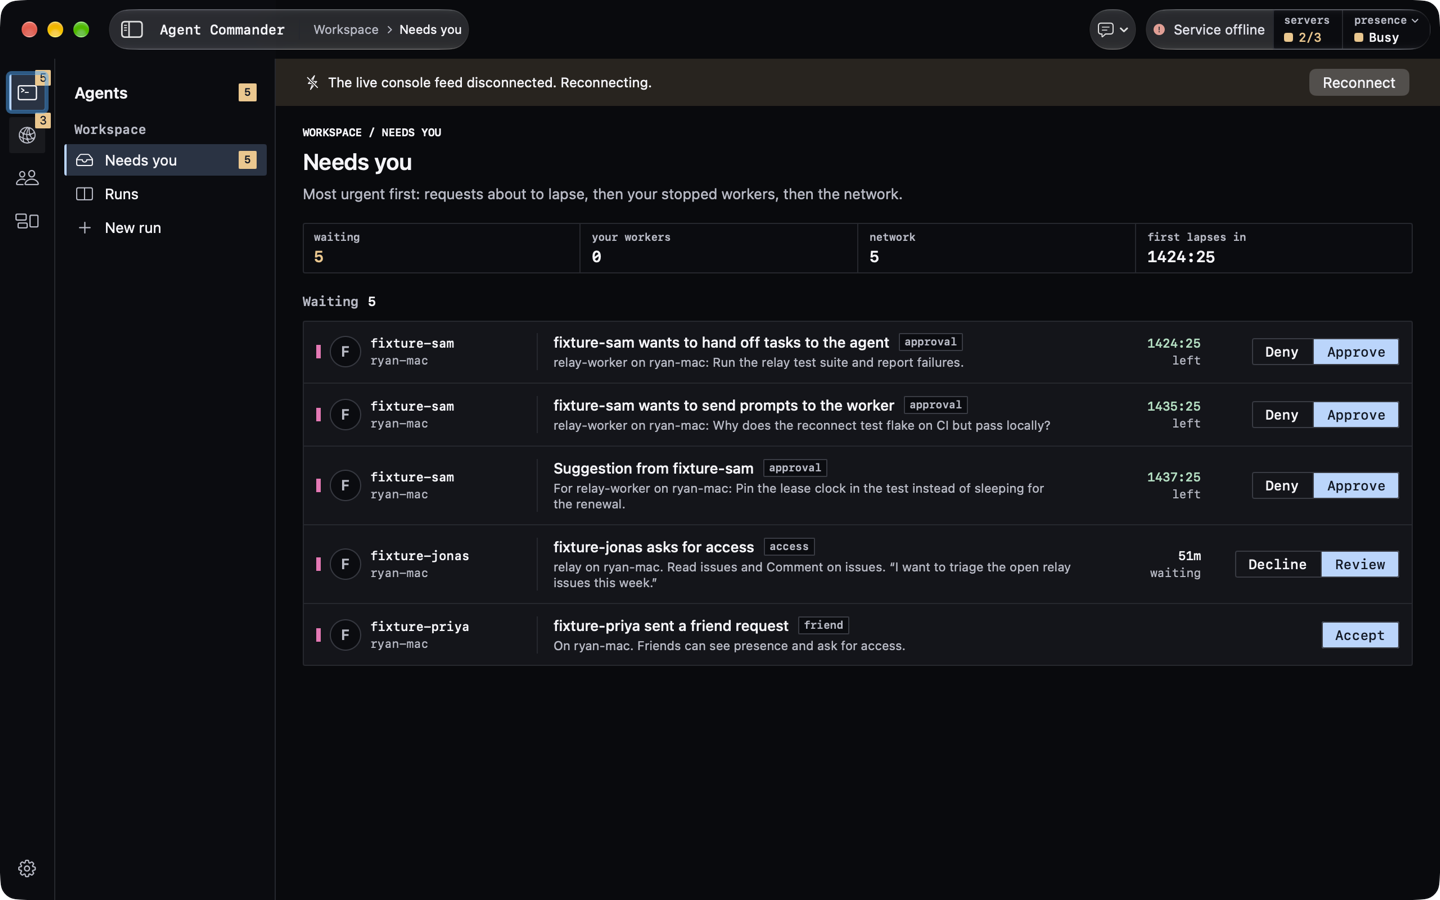 Agent Commander
Workspace > Needs you
Service offline
servers
2/3
presence
Busy
5
3
Agents
5
Workspace
Needs you
5
Runs
New run
The live console feed disconnected. Reconnecting.
Reconnect
WORKSPACE / NEEDS YOU
Needs you
Most urgent first: requests about to lapse, then your stopped workers, then the network.
waiting
5
your workers
0
network
5
first lapses in
1424:25
Waiting 5
F
fixture-sam
ryan-mac
fixture-sam wants to hand off tasks to the agent
approval
relay-worker on ryan-mac: Run the relay test suite and report failures.
1424:25
left
Deny
Approve
F
fixture-sam
ryan-mac
fixture-sam wants to send prompts to the worker
approval
relay-worker on ryan-mac: Why does the reconnect test flake on CI but pass locally?
1435:25
left
Deny
Approve
F
fixture-sam
ryan-mac
Suggestion from fixture-sam
approval
For relay-worker on ryan-mac: Pin the lease clock in the test instead of sleeping for
the renewal.
1437:25
left
Deny
Approve
F
fixture-jonas
ryan-mac
fixture-jonas asks for access
access
relay on ryan-mac. Read issues and Comment on issues. “I want to triage the open relay
issues this week.”
51m
waiting
Decline
Review
F
fixture-priya
ryan-mac
fixture-priya sent a friend request
friend
On ryan-mac. Friends can see presence and ask for access.
Accept